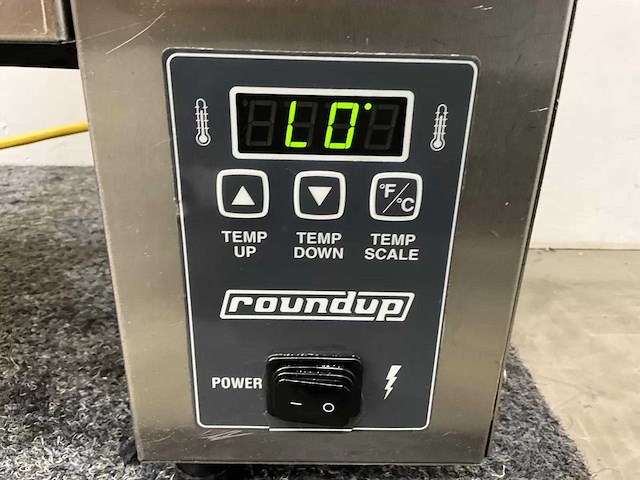 LO°
°F/°C
TEMP UP
TEMP DOWN
TEMP SCALE
roundup
POWER
– O